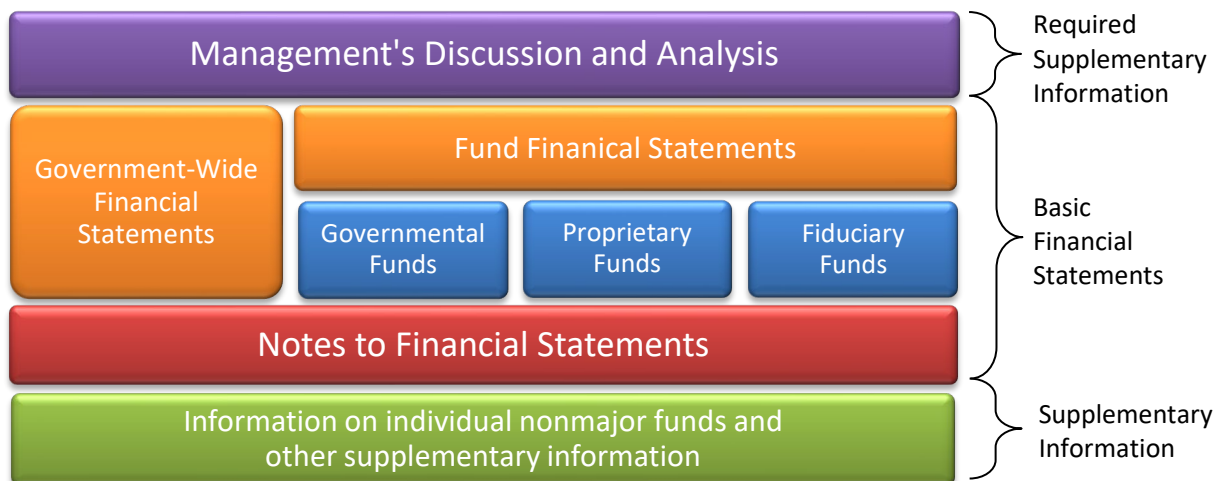 Management's Discussion and Analysis
Required
Supplementary
Information
Government-Wide
Financial
Statements
Fund Finanical Statements
Governmental
Funds
Proprietary
Funds
Fiduciary
Funds
Basic
Financial
Statements
Notes to Financial Statements
Information on individual nonmajor funds and
other supplementary information
Supplementary
Information